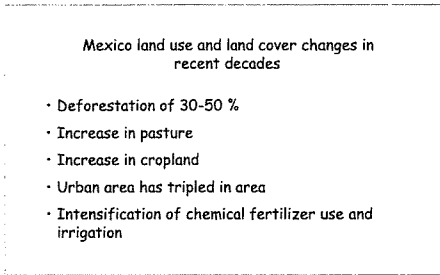 Mexico land use and land cover changes in
recent decades
• Deforestation of 30-50 %
• Increase in pasture
• Increase in cropland
• Urban area has tripled in area
• Intensification of chemical fertilizer use and
irrigation